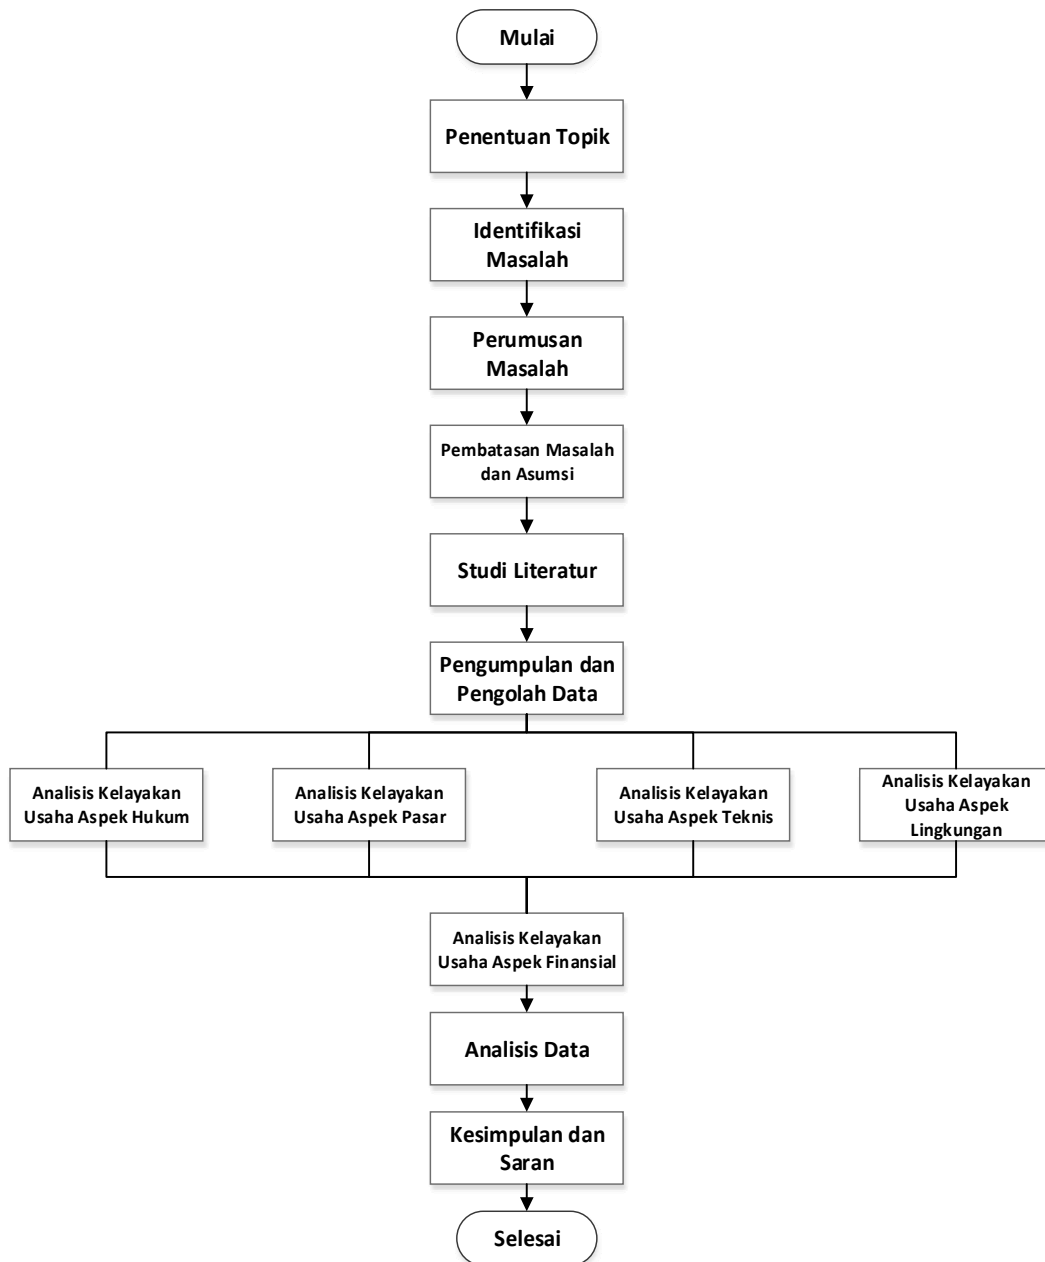 Mulai
Penentuan Topik
Identifikasi
Masalah
Perumusan
Masalah
Pembatasan Masalah
dan Asumsi
Studi Literatur
Pengumpulan dan
Pengolah Data
Analisis Kelayakan
Usaha Aspek Hukum
Analisis Kelayakan
Usaha Aspek Pasar
Analisis Kelayakan
Usaha Aspek Teknis
Analisis Kelayakan
Usaha Aspek
Lingkungan
Analisis Kelayakan
Usaha Aspek Finansial
Analisis Data
Kesimpulan dan
Saran
Selesai